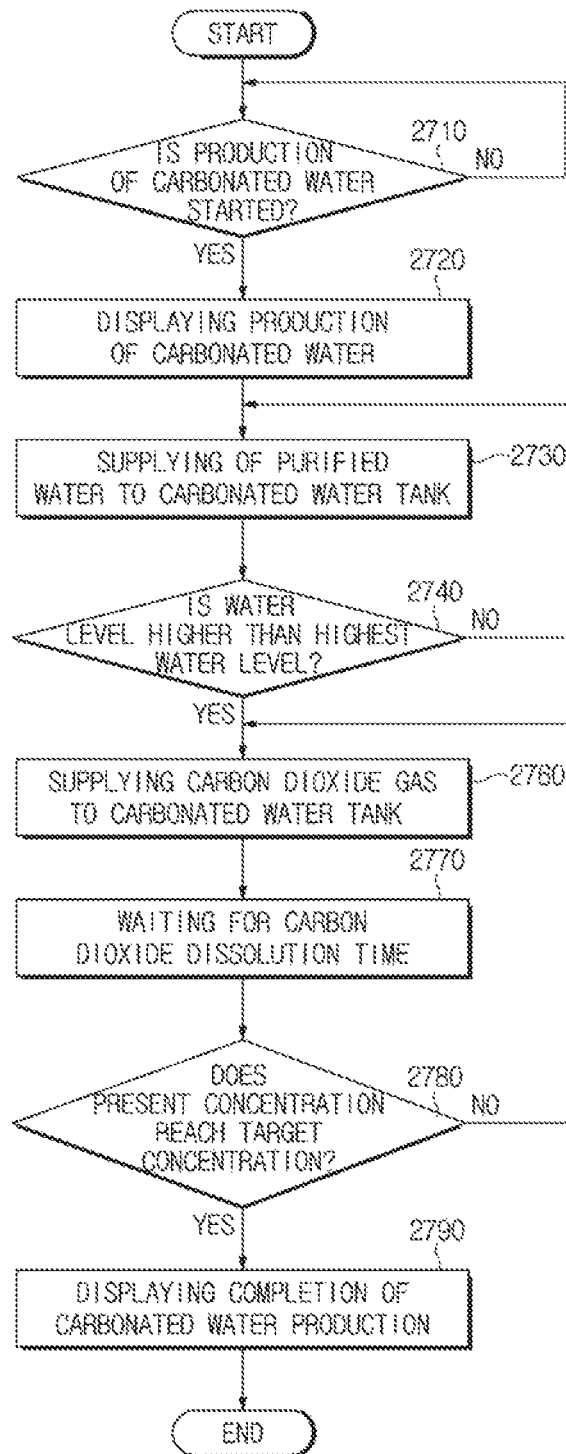 START
2710
IS PRODUCTION
OF CARBONATED WATER
STARTED?
NO
YES
2720
DISPLAYING PRODUCTION
OF CARBONATED WATER
SUPPLYING OF PURIFIED
WATER TO CARBONATED WATER TANK
2730
2740
IS WATER
LEVEL HIGHER THAN HIGHEST
WATER LEVEL?
NO
YES
SUPPLYING CARBON DIOXIDE GAS
TO CARBONATED WATER TANK
2760
2770
WAITING FOR CARBON
DIOXIDE DISSOLUTION TIME
DOES
PRESENT CONCENTRATION
REACH TARGET
CONCENTRATION?
2780
NO
YES
2790
DISPLAYING COMPLETION OF
CARBONATED WATER PRODUCTION
END